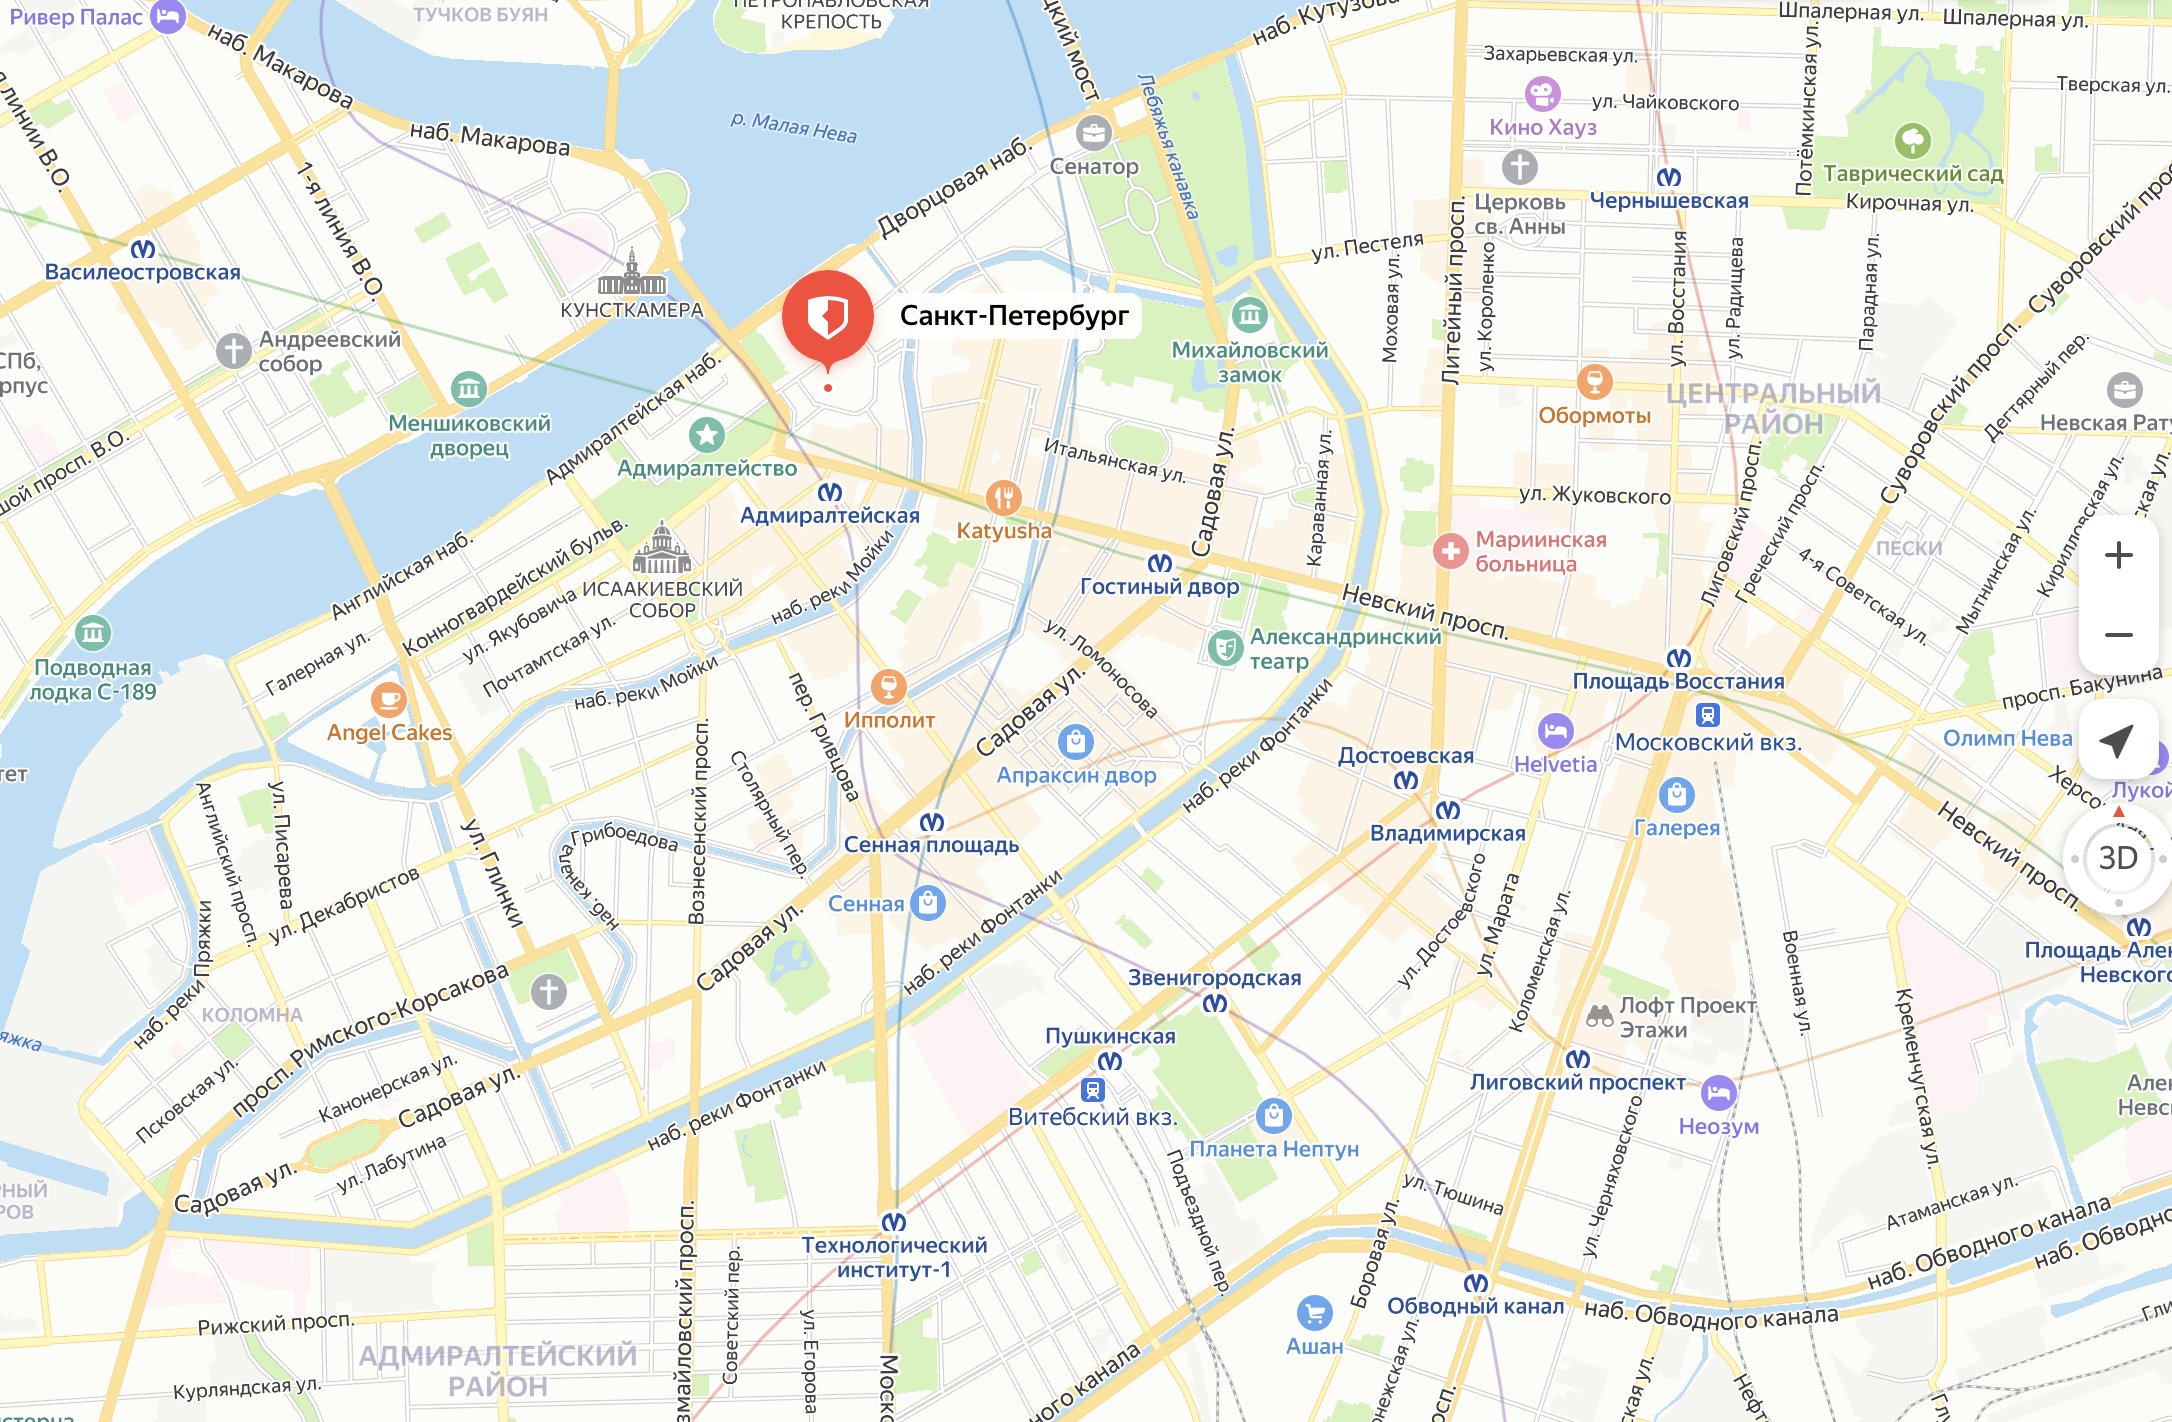 Ривер Палас
ТУЧКОВ БУЯН
ПЕТРОПАВЛОВСКАЯ
КРЕПОСТЬ
наб. Кутузова
Шпалерная ул.
Шпалерная ул.
наб. Макарова
Захарьевская ул.
Потёмкинская ул.
Тверская ул.
ул. Чайковского
Кино Хауз
р. Малая Нева
Лебяжья канавка
наб. Макарова
Сенатор
Дворцовая наб.
Таврический сад
Чернышевская
Кирочная ул.
Церковь
св. Анны
Литейный просп.
1-я линия В.О.
линии В.О.
Василеостровская
КУНСТКАМЕРА
Санкт-Петербург
ул. Пестеля
Моховая ул.
ул. Короленко
ул. Восстания
ул. Радищева
Парадная ул.
Суворовский просп.
Суворовский просп.
Андреевский
собор
СПб,
Михайловский
замок
Дегтярный пер.
Меншиковский
дворец
Адмиралтейская наб.
Адмиралтейство
Обормоты
ЦЕНТРАЛЬНЫЙ
РАЙОН
Невская Рату
Итальянская ул.
Садовая ул.
Караванная ул.
просп. В.О.
Адмиралтейская
Katyusha
ул. Жуковского
Лиговский просп.
Греческий просп.
Мариинская
больница
ПЕСКИ
4-я Советская ул.
Мытнинская ул.
Кирилловская ул.
Английская наб.
Конногвардейский бульв.
ИСААКИЕВСКИЙ
СОБОР
наб. реки Мойки
Гостиный двор
Невский просп.
ул. Якубовича
Галерная ул.
Почтамтская ул.
ул. Ломоносова
Александринский
театр
Подводная
лодка С-189
наб. реки Мойки
Площадь Восстания
просп. Бакунина
Angel Cakes
Ипполит
пер. Гривцова
Садовая ул.
Московский вкз.
Олимп Нева
Апраксин двор
наб. реки Фонтанки
Достоевская
Helvetia
Лукой
Херсо
3D
Столярный пер.
Вознесенский просп.
Английский просп.
ул. Писарева
ул. Глинки
наб. канала Грибоедова
Сенная площадь
Владимирская
Галерея
Невский просп.
ул. Декабристов
Сенная
Садовая ул.
наб. реки Фонтанки
ул. Достоевского
ул. Марата
Коломенская ул.
Военная ул.
Площадь Алек
Невского
Звенигородская
наб. реки Пряжки
КОЛОМНА
просп. Римского-Корсакова
Пушкинская
Витебский вкз.
Лофт Проект
Этажи
Кременчугская ул.
Лиговский проспект
Неозум
Псковская ул.
Канонерская ул.
Садовая ул.
наб. реки Фонтанки
Планета Нептун
ул. Черняховского
Садовая ул.
ул. Лабутина
Подъездной пер.
ул. Тюшина
Атаманская ул.
наб. Обводного канала
наб. Обводно
Технологический
институт-1
Боровая ул.
Обводный канал
наб. Обводного канала
Ашан
Рижский просп.
АДМИРАЛТЕЙСКИЙ
РАЙОН
Курляндская ул.
змайловский просп.
Советский пер.
ул. Егорова
Моско
ного канала